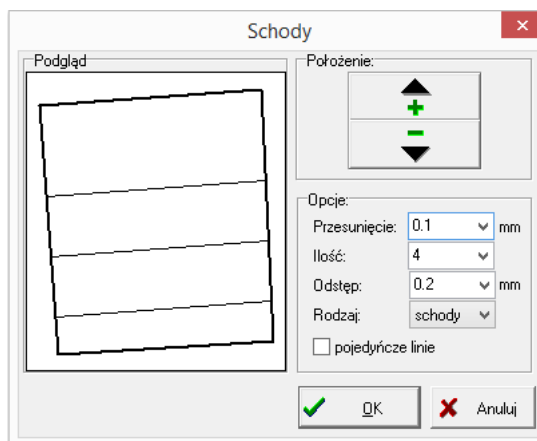 Schody
Podgląd
Położenie:
Opcje:
Przesunięcie: 0.1 mm
Ilość: 4
Odstęp: 0.2 mm
Rodzaj: schody
pojedyńcze linie
OK
Anuluj